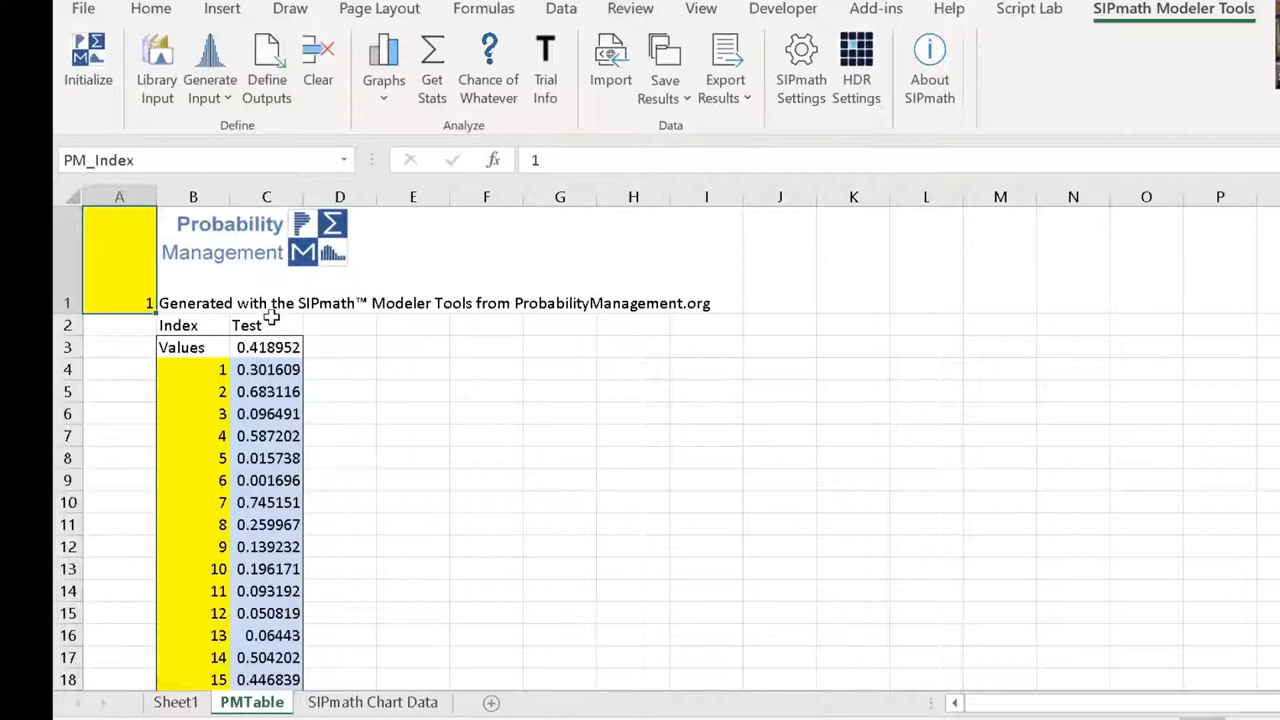 File Home Insert Draw Page Layout Formulas Data Review View Developer Add-ins Help Script Lab SIPmath Modeler Tools
Initialize Library Input Generate Input Define Outputs Clear Graphs Get Stats Chance of Whatever Trial Info Import Save Results Export Results SIPmath Settings HDR Settings About SIPmath
Define Analyze Data
PM_Index fx 1
A B C D E F G H I J K L M N O P
Probability P Σ
Management M
1 1 Generated with the SIPmath™ Modeler Tools from ProbabilityManagement.org
2 Index Test
3 Values 0.418952
4 1 0.301609
5 2 0.683116
6 3 0.096491
7 4 0.587202
8 5 0.015738
9 6 0.001696
10 7 0.745151
11 8 0.259967
12 9 0.139232
13 10 0.196171
14 11 0.093192
15 12 0.050819
16 13 0.06443
17 14 0.504202
18 15 0.446839
Sheet1 PMTable SIPmath Chart Data